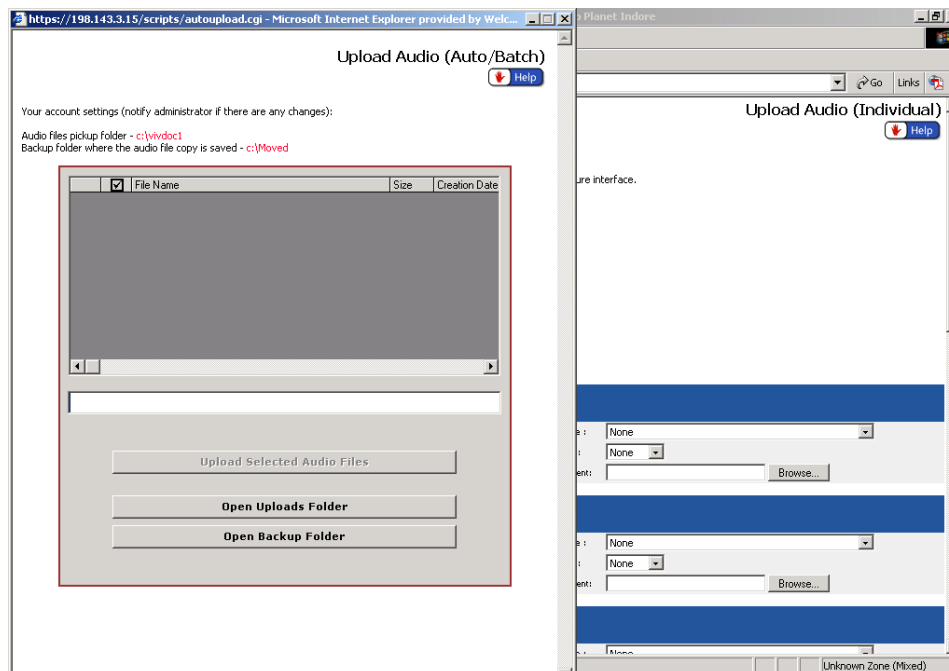 https://198.143.3.15/scripts/autoupload.cgi - Microsoft Internet Explorer provided by Welc...
Upload Audio (Auto/Batch)
Help
Your account settings (notify administrator if there are any changes):
Audio files pickup folder - c:\vivdoc1
Backup folder where the audio file copy is saved - c:\Moved
File Name Size Creation Date
Upload Selected Audio Files
Open Uploads Folder
Open Backup Folder
Planet Indore
Go Links
Upload Audio (Individual)
Help
ure interface.
e : None
: None
ent: Browse...
e : None
: None
ent: Browse...
e : None
Unknown Zone (Mixed)